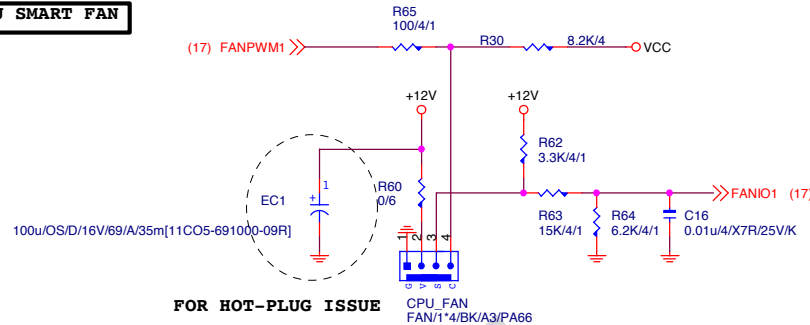 SMART FAN
R65
100/4/1
(17) FANPWM1
R30
8.2K/4
VCC
+12V
+12V
R62
3.3K/4/1
EC1
1
+
R60
0/6
FANIO1 (17)
R63
15K/4/1
R64
6.2K/4/1
C16
0.01u/4/X7R/25V/K
100u/OS/D/16V/69/A/35m[11CO5-691000-09R]
1 2 3 4
G V S C
FOR HOT-PLUG ISSUE
CPU_FAN
FAN/1*4/BK/A3/PA66